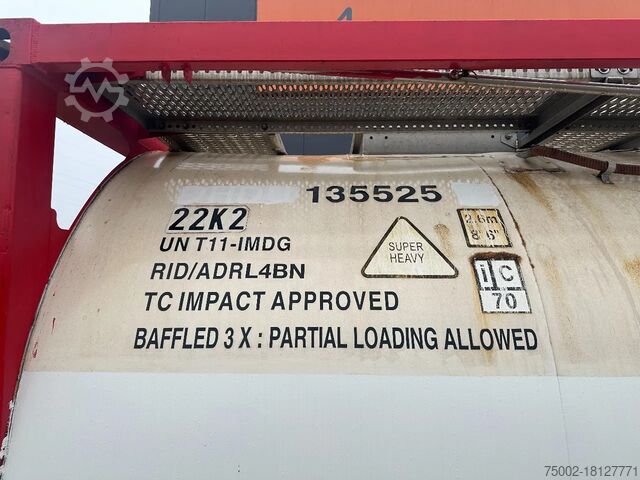 4
135525
22K2
UN T11-IMDG
RID/ADRL4BN
TC IMPACT APPROVED
BAFFLED 3 X : PARTIAL LOADING ALLOWED
SUPER
HEAVY
2.6m
8'6"
i C
70
75002-18127771